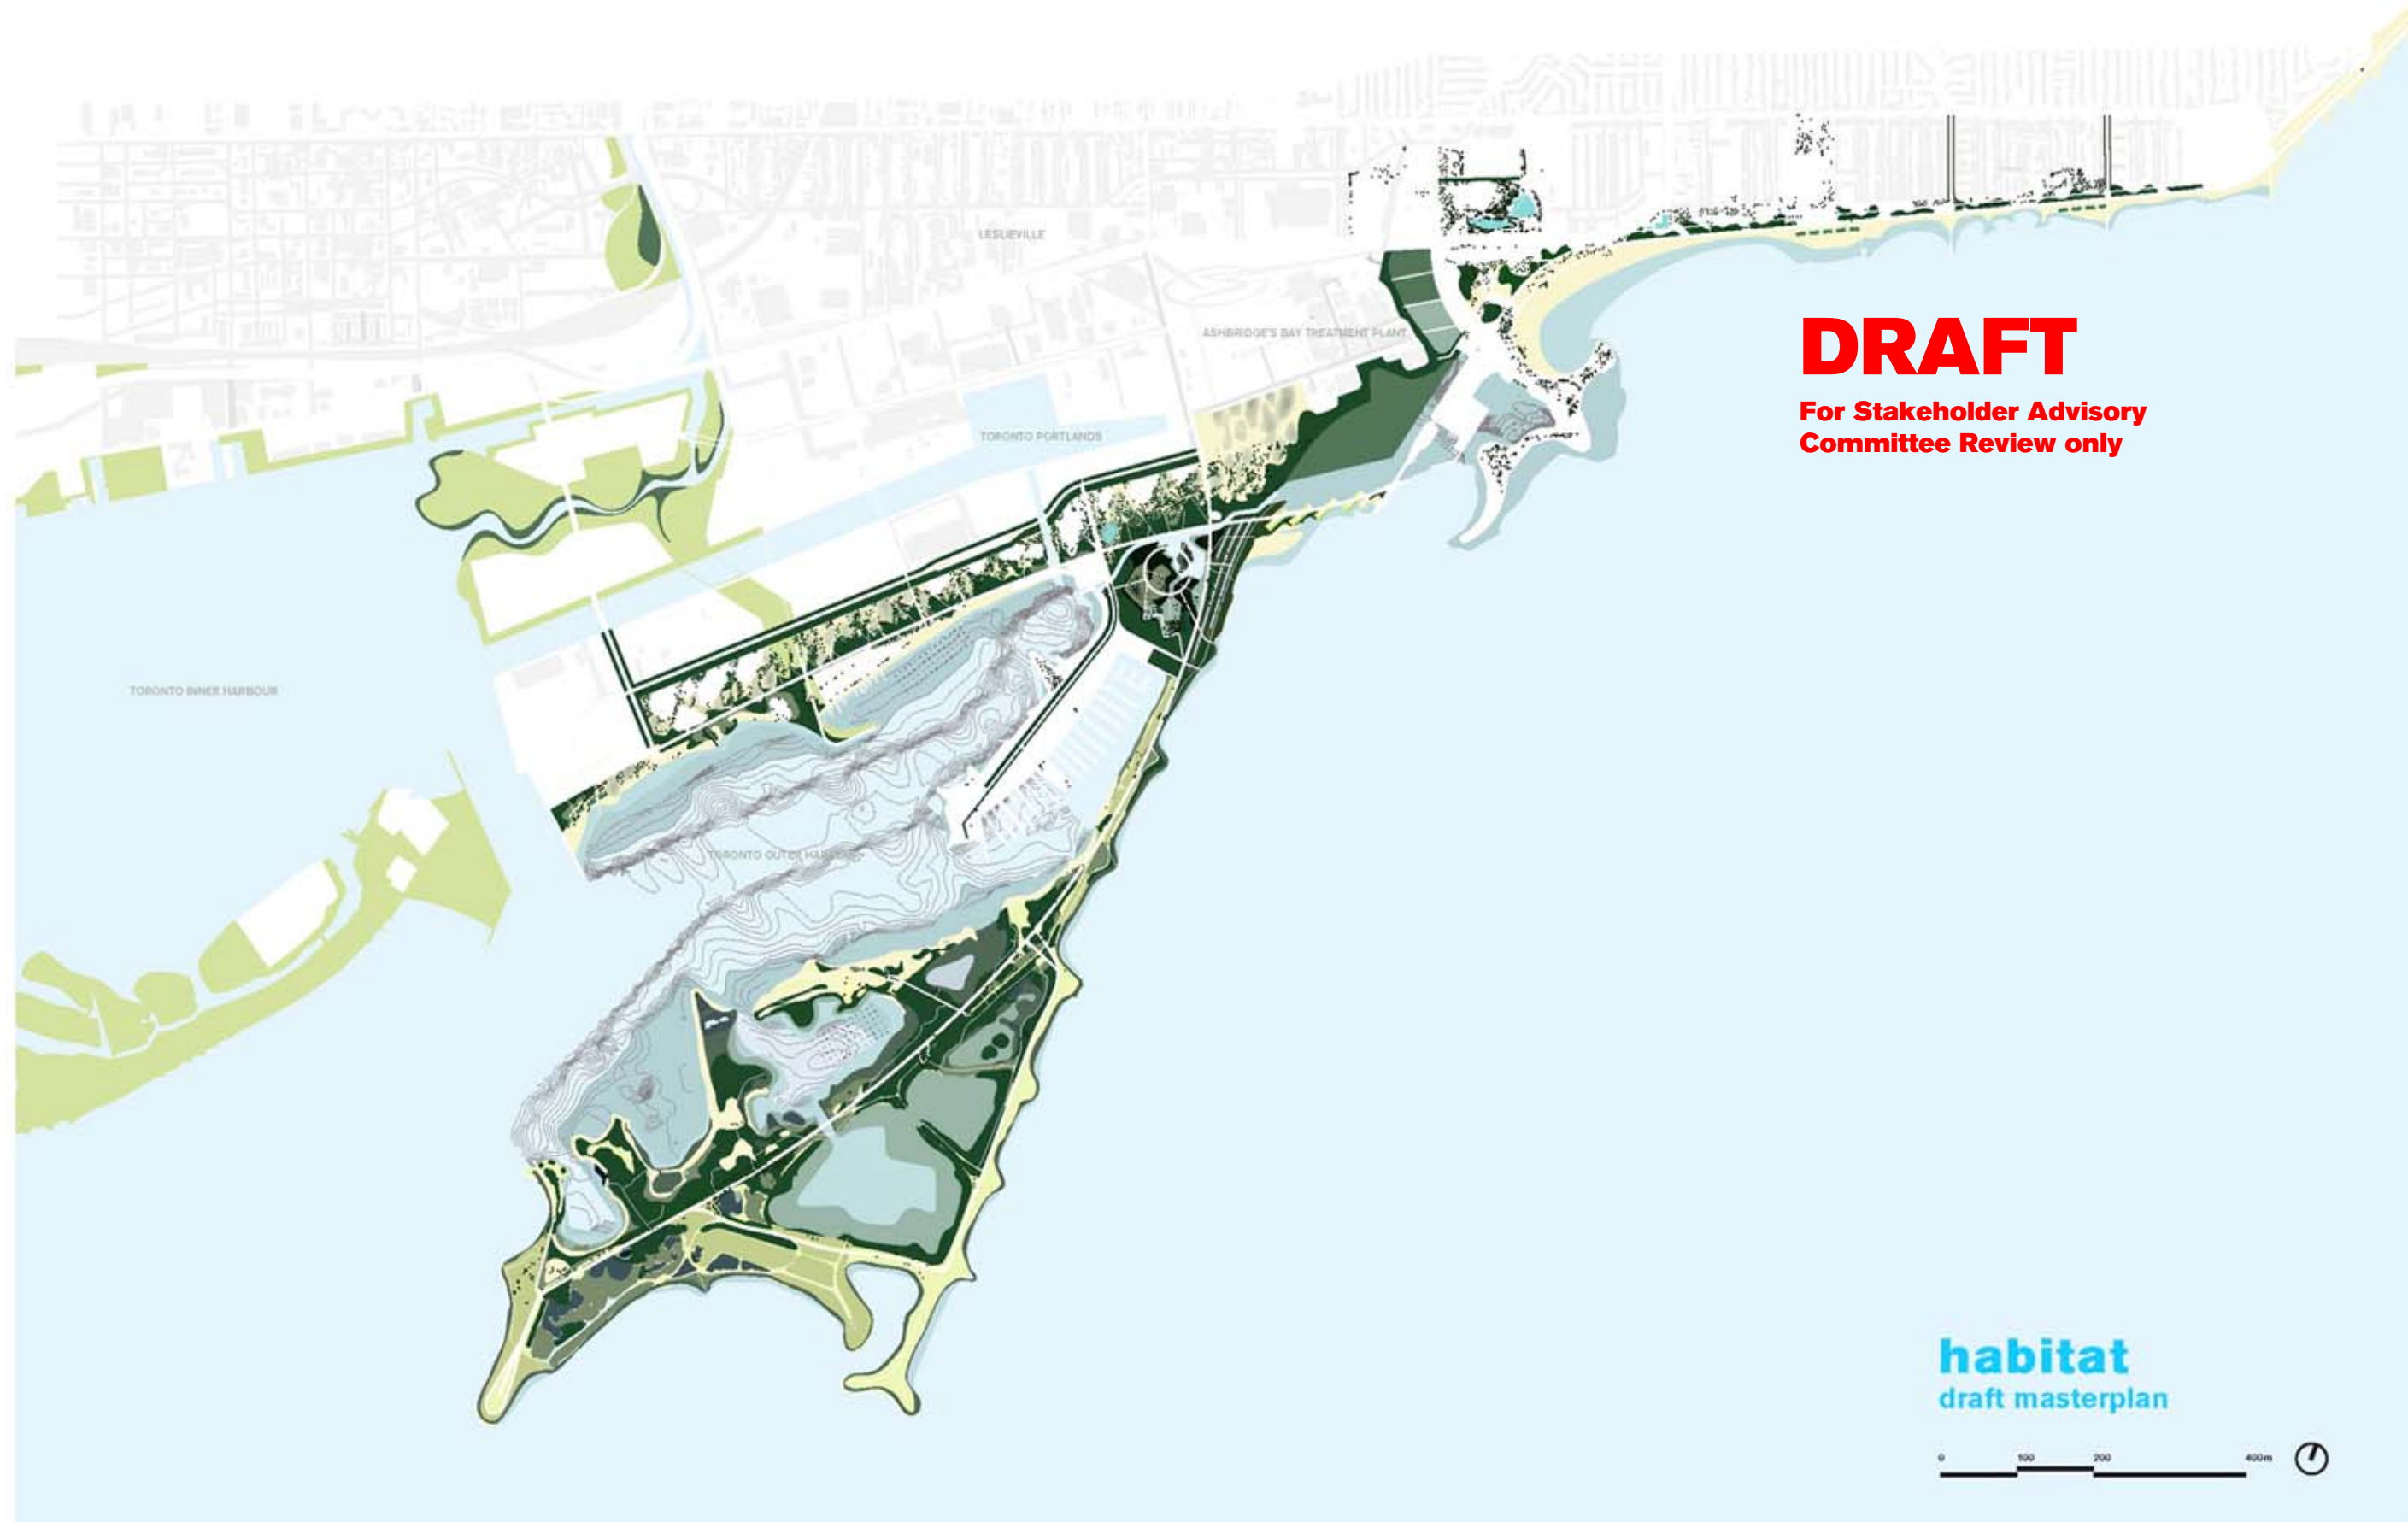 LESLIEVILLE
ASHBRIDGE'S BAY TREATMENT PLANT
DRAFT
For Stakeholder Advisory
Committee Review only
TORONTO PORTLANDS
TORONTO INNER HARBOUR
TORONTO OUTER HARBOUR
habitat
draft masterplan
0 100 200 400m